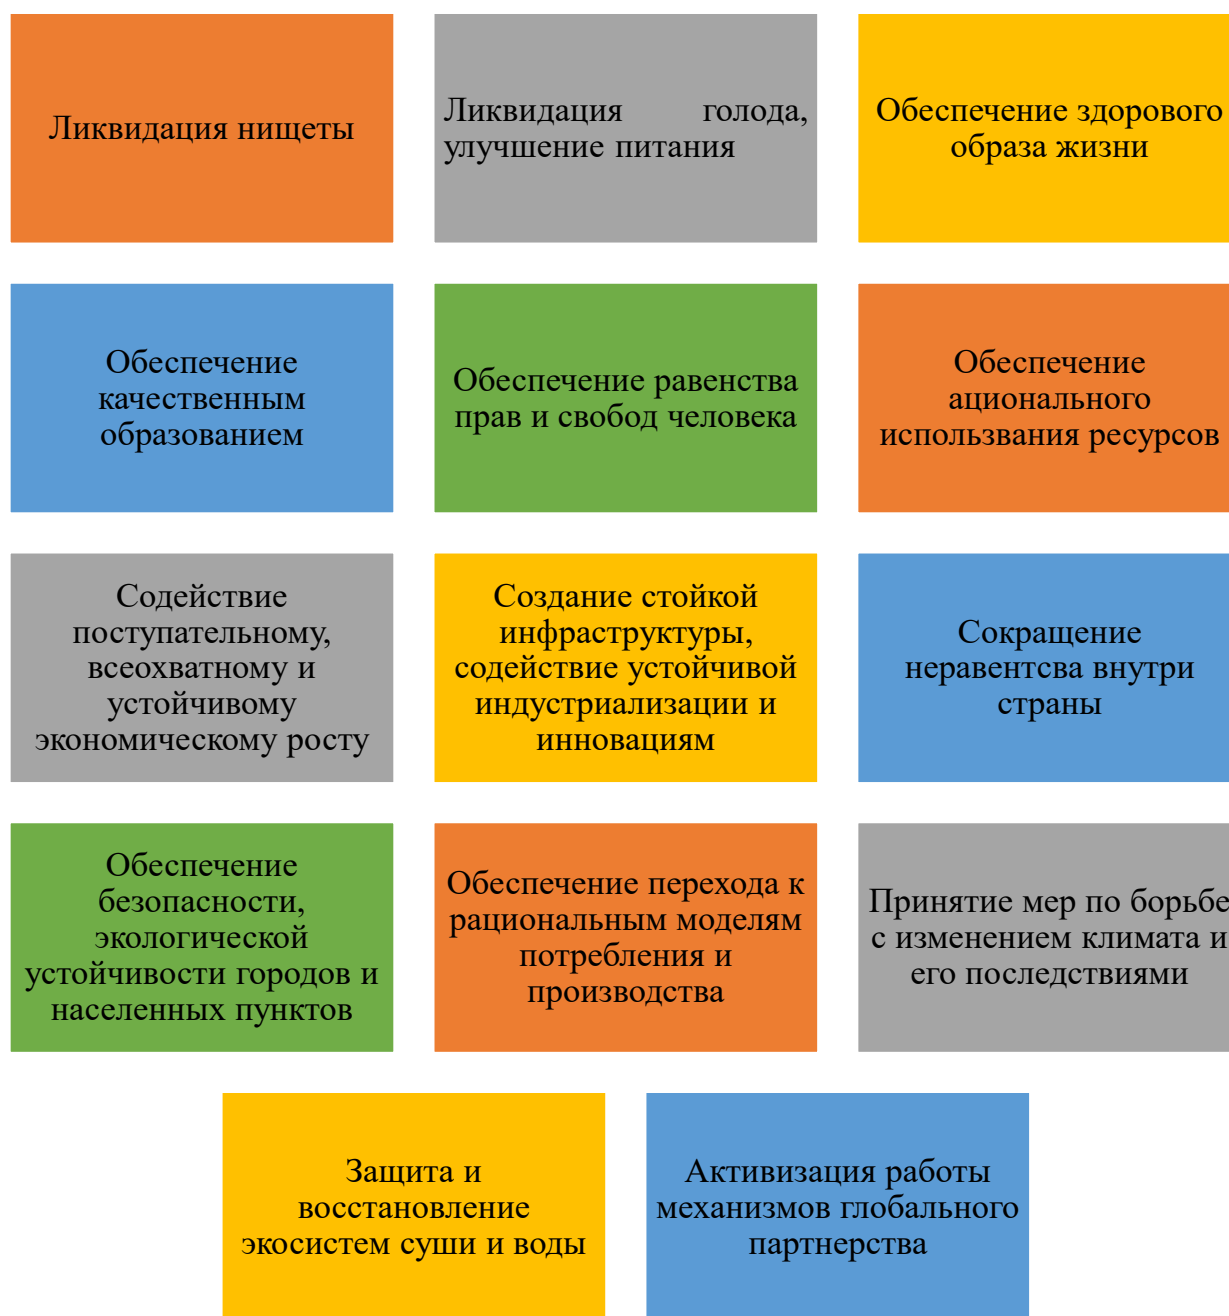 Ликвидация нищеты
Ликвидация голода,
улучшение питания
Обеспечение здорового
образа жизни
Обеспечение
качественным
образованием
Обеспечение равенства
прав и свобод человека
Обеспечение
ационального
использвания ресурсов
Содействие
поступательному,
всеохватному и
устойчивому
экономическому росту
Создание стойкой
инфраструктуры,
содействие устойчивой
индустриализации и
инновациям
Сокращение
неравентсва внутри
страны
Обеспечение
безопасности,
экологической
устойчивости городов и
населенных пунктов
Обеспечение перехода к
рациональным моделям
потребления и
производства
Принятие мер по борьбе
с изменением климата и
его последствиями
Защита и
восстановление
экосистем суши и воды
Активизация работы
механизмов глобального
партнерства